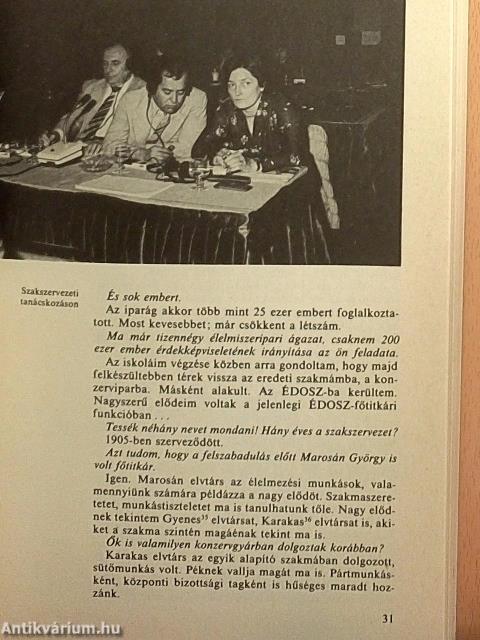 Szakszervezeti
tanácskozáson
És sok embert.
Az iparág akkor több mint 25 ezer embert foglalkozta-
tott. Most kevesebbet; már csökkent a létszám.
Ma már tizennégy élelmiszeripari ágazat, csaknem 200
ezer ember érdekképviseletének irányítása az ön feladata.
Az iskoláim végzése közben arra gondoltam, hogy majd
felkészültebben térek vissza az eredeti szakmámba, a kon-
zerviparba. Másként alakult. Az ÉDOSZ-ba kerültem.
Nagyszerű elődeim voltak a jelenlegi ÉDOSZ-főtitkári
funkcióban . . .
Tessék néhány nevet mondani! Hány éves a szakszervezet?
1905-ben szerveződött.
Azt tudom, hogy a felszabadulás előtt Marosán György is
volt főtitkár.
Igen. Marosán elvtárs az élelmezési munkások, vala-
mennyiünk számára példázza a nagy elődöt. Szakmaszere-
tetet, munkástiszteletet ma is tanulhatunk tőle. Nagy előd-
nek tekintem Gyenes³⁵ elvtársat, Karakas³⁶ elvtársat is, aki-
ket a szakma szintén magáénak tekint ma is.
Ők is valamilyen konzervgyárban dolgoztak korábban?
Karakas elvtárs az egyik alapító szakmában dolgozott,
sütőmunkás volt. Péknek vallja magát ma is. Pártmunkás-
ként, központi bizottsági tagként is hűséges maradt hoz-
zánk.
31
Antikvárium.hu